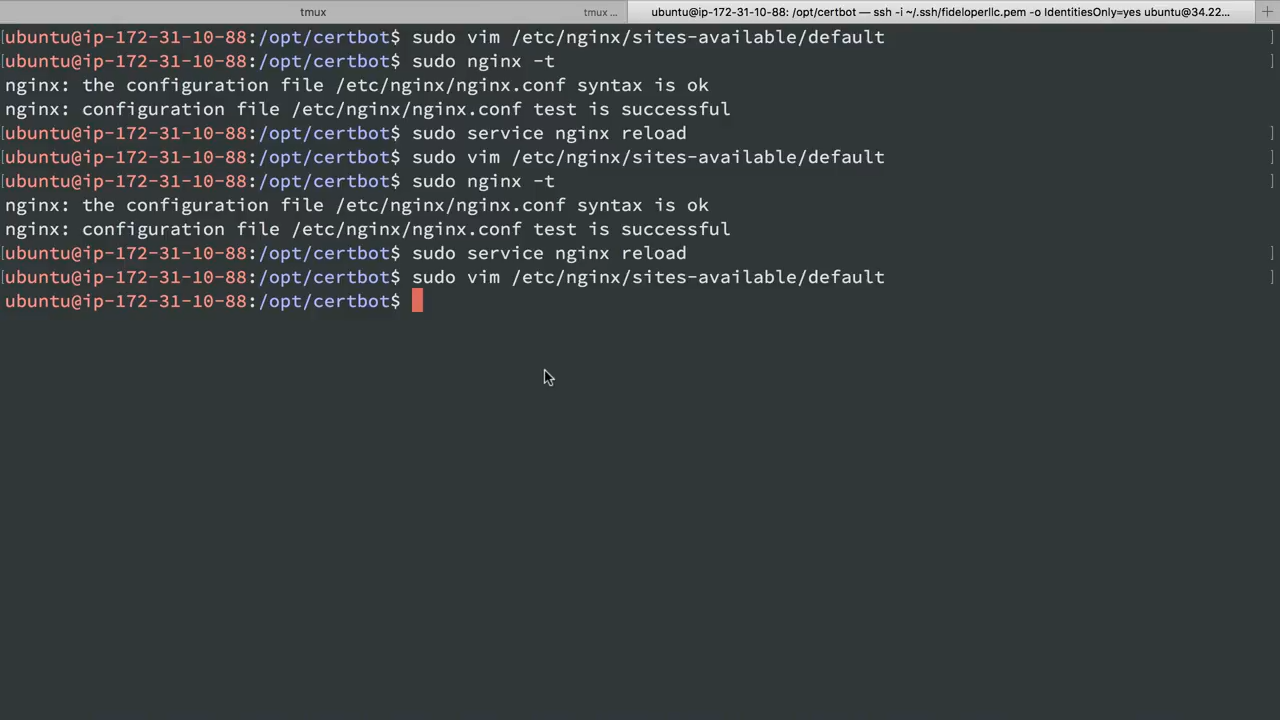 tmux
tmux ...
ubuntu@ip-172-31-10-88: /opt/certbot — ssh -i ~/.ssh/fideloperllc.pem -o IdentitiesOnly=yes ubuntu@34.22...
+
[ubuntu@ip-172-31-10-88:/opt/certbot$ sudo vim /etc/nginx/sites-available/default ]
[ubuntu@ip-172-31-10-88:/opt/certbot$ sudo nginx -t ]
nginx: the configuration file /etc/nginx/nginx.conf syntax is ok
nginx: configuration file /etc/nginx/nginx.conf test is successful
[ubuntu@ip-172-31-10-88:/opt/certbot$ sudo service nginx reload ]
[ubuntu@ip-172-31-10-88:/opt/certbot$ sudo vim /etc/nginx/sites-available/default ]
[ubuntu@ip-172-31-10-88:/opt/certbot$ sudo nginx -t ]
nginx: the configuration file /etc/nginx/nginx.conf syntax is ok
nginx: configuration file /etc/nginx/nginx.conf test is successful
[ubuntu@ip-172-31-10-88:/opt/certbot$ sudo service nginx reload ]
[ubuntu@ip-172-31-10-88:/opt/certbot$ sudo vim /etc/nginx/sites-available/default ]
ubuntu@ip-172-31-10-88:/opt/certbot$